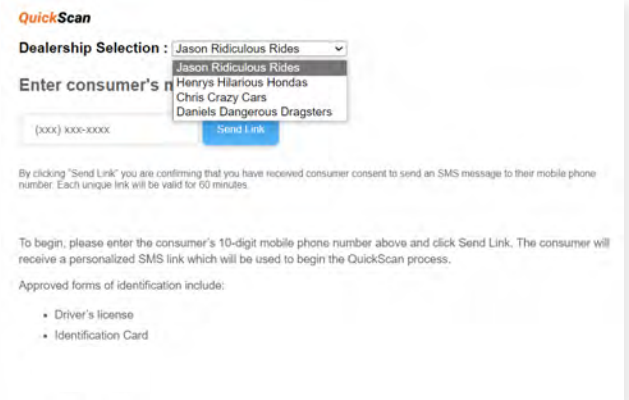 QuickScan
Dealership Selection : Jason Ridiculous Rides
Jason Ridiculous Rides
Henrys Hilarious Hondas
Chris Crazy Cars
Daniels Dangerous Dragsters
Enter consumer's
(xxx) xxx-xxxx
Send Link
By clicking "Send Link" you are confirming that you have received consumer consent to send an SMS message to their mobile phone
number. Each unique link will be valid for 60 minutes.
To begin, please enter the consumer's 10-digit mobile phone number above and click Send Link. The consumer will
receive a personalized SMS link which will be used to begin the QuickScan process.
Approved forms of identification include:
• Driver's license
• Identification Card